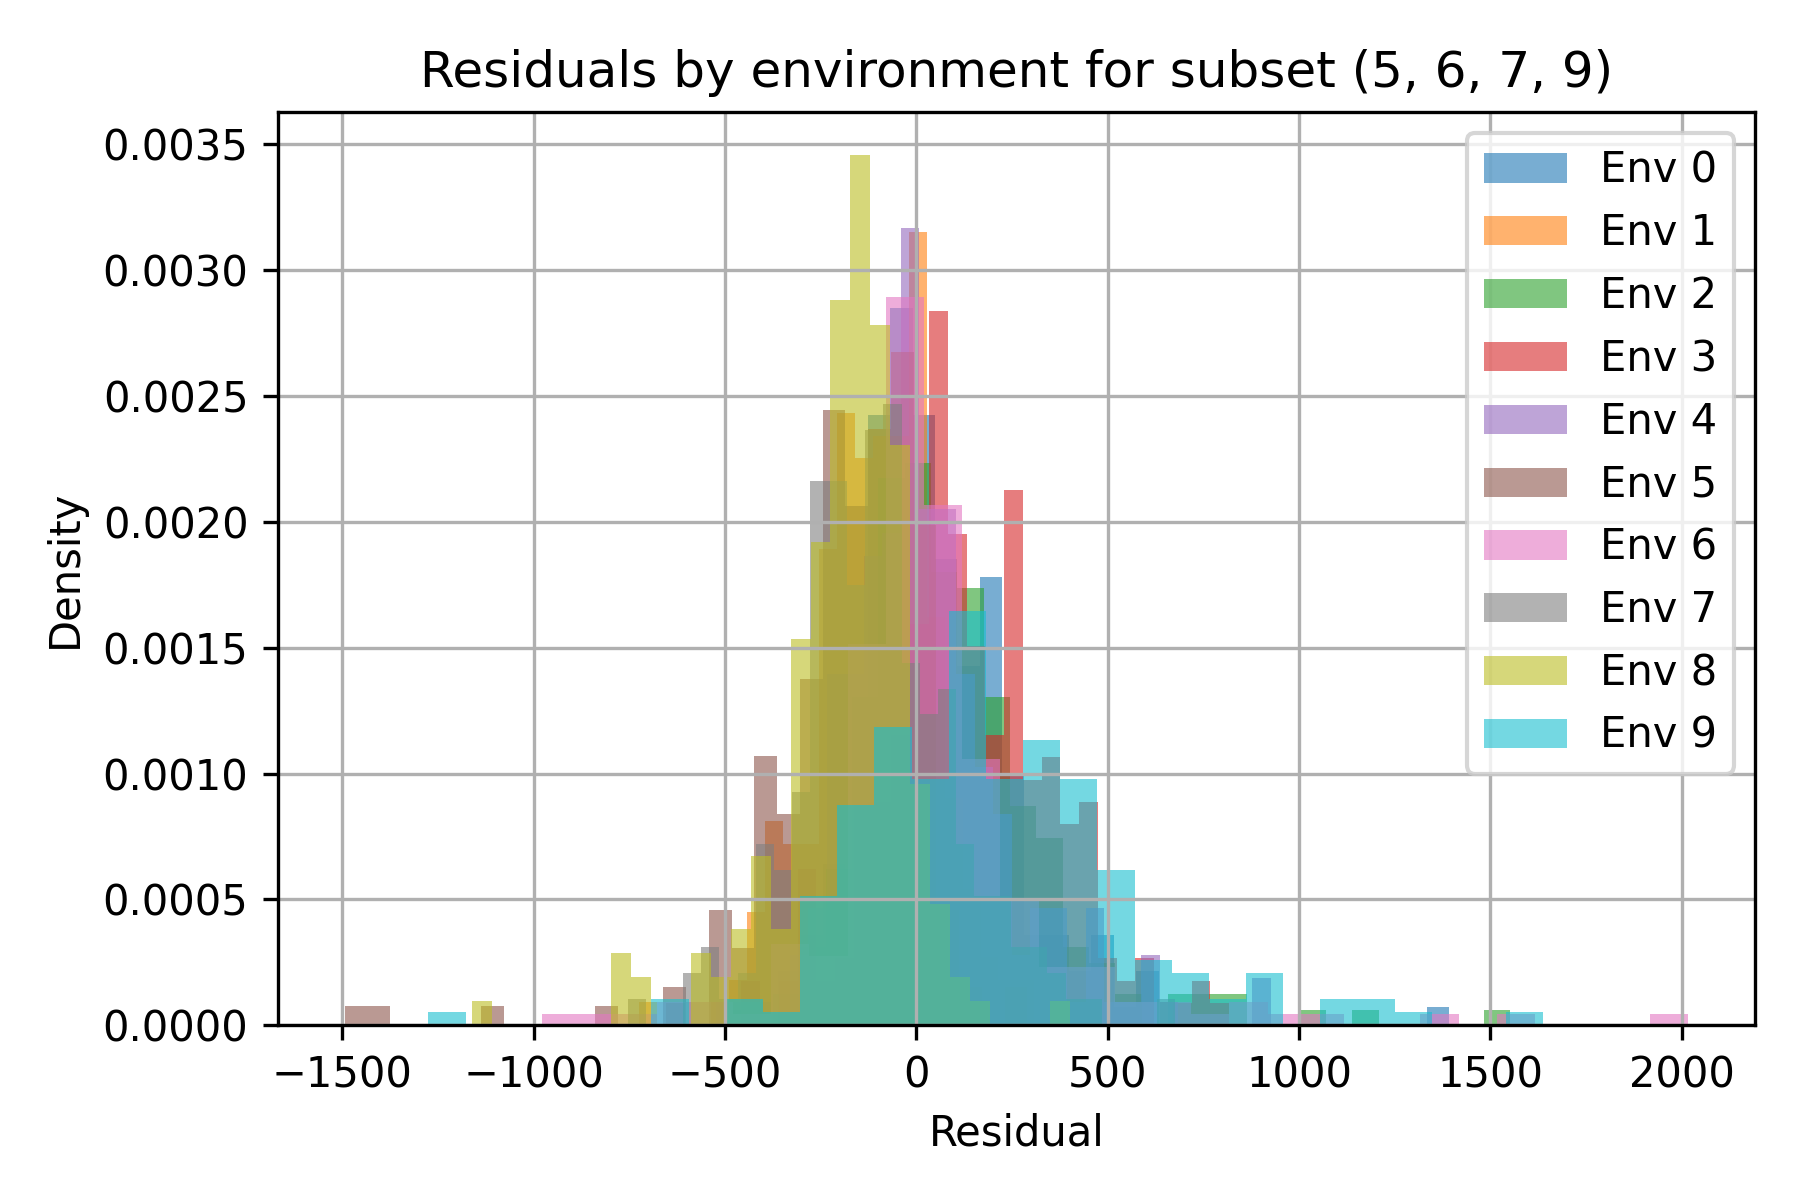 Residuals by environment for subset (5, 6, 7, 9)
0.0035
0.0030
0.0025
0.0020
0.0015
0.0010
0.0005
0.0000
Density
Env 0
Env 1
Env 2
Env 3
Env 4
Env 5
Env 6
Env 7
Env 8
Env 9
−1500 −1000 −500 0 500 1000 1500 2000
Residual